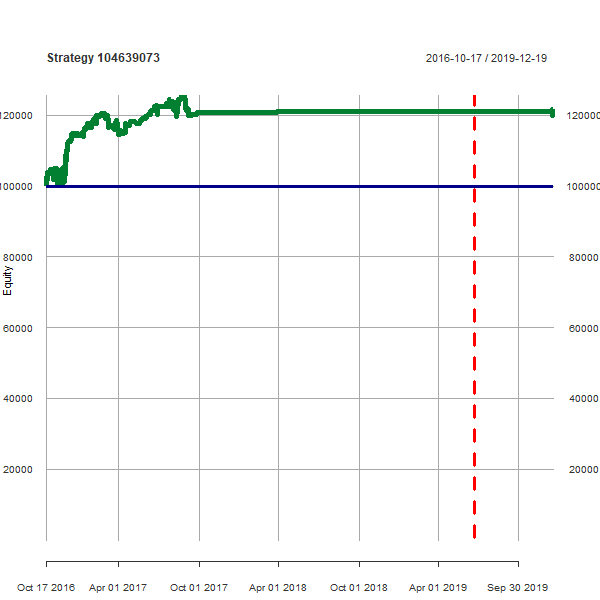 Strategy 104639073 2016-10-17 / 2019-12-19
120000 120000
100000 100000
80000 80000
Equity
60000 60000
40000 40000
20000 20000
Oct 17 2016 Apr 01 2017 Oct 01 2017 Apr 01 2018 Oct 01 2018 Apr 01 2019 Sep 30 2019